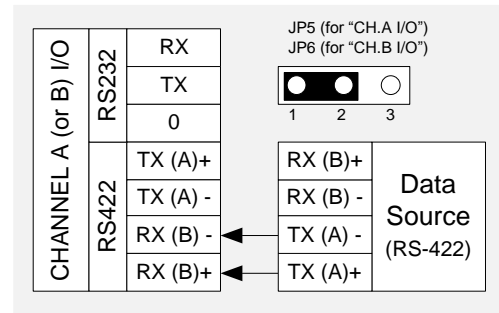 CHANNEL A (or B) I/O
RS232
RX
TX
0
RS422
TX (A)+
TX (A) -
RX (B) -
RX (B)+
JP5 (for “CH.A I/O”)
JP6 (for “CH.B I/O”)
1 2 3
RX (B)+
RX (B) -
TX (A) -
TX (A)+
Data
Source
(RS-422)